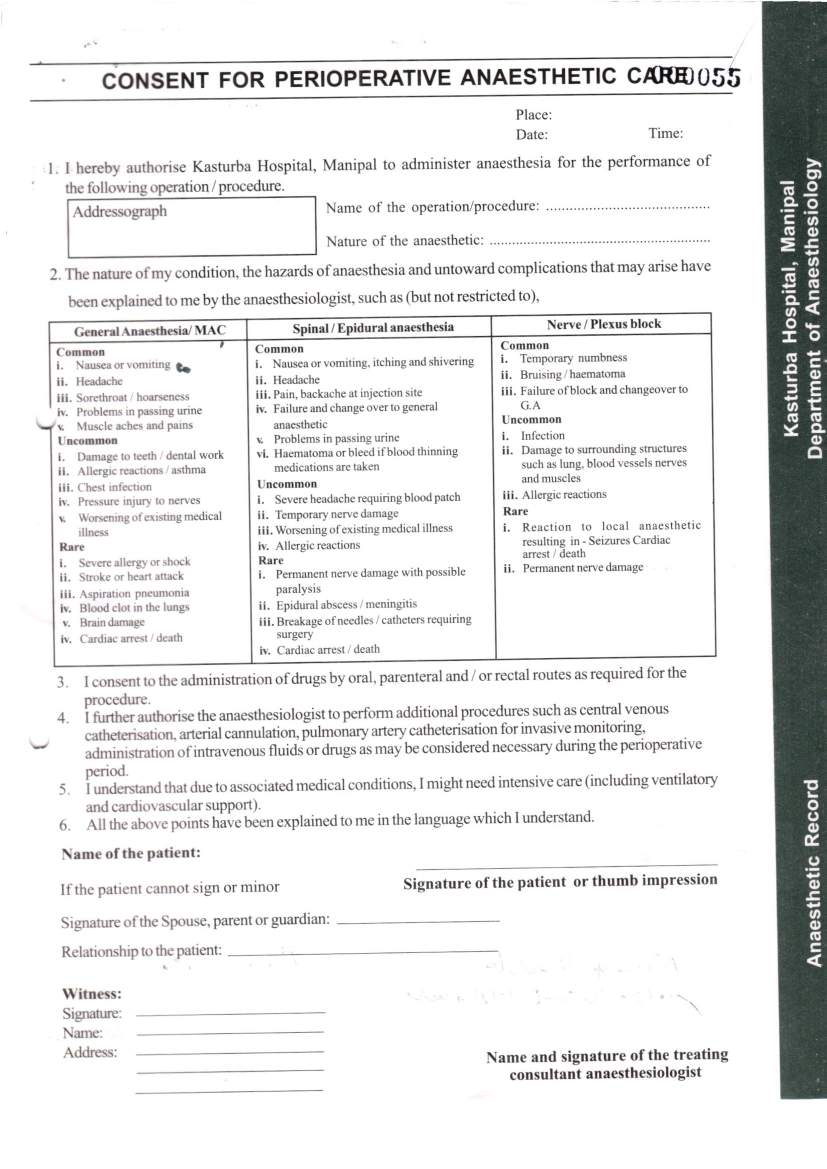 CONSENT FOR PERIOPERATIVE ANAESTHETIC CARE 000055
Place:
Date: Time:
1. I hereby authorise Kasturba Hospital, Manipal to administer anaesthesia for the performance of
the following operation / procedure.
Addressograph
Name of the operation/procedure: ..........................................
Nature of the anaesthetic: .........................................................
2. The nature of my condition, the hazards of anaesthesia and untoward complications that may arise have
been explained to me by the anaesthesiologist, such as (but not restricted to),
General Anaesthesia/ MAC
Common
i. Nausea or vomiting
ii. Headache
iii. Sorethroat / hoarseness
iv. Problems in passing urine
v. Muscle aches and pains
Uncommon
i. Damage to teeth / dental work
ii. Allergic reactions / asthma
iii. Chest infection
iv. Pressure injury to nerves
v. Worsening of existing medical
illness
Rare
i. Severe allergy or shock
ii. Stroke or heart attack
iii. Aspiration pneumonia
iv. Blood clot in the lungs
v. Brain damage
iv. Cardiac arrest / death
Spinal / Epidural anaesthesia
Common
i. Nausea or vomiting, itching and shivering
ii. Headache
iii. Pain, backache at injection site
iv. Failure and change over to general
anaesthetic
v. Problems in passing urine
vi. Haematoma or bleed if blood thinning
medications are taken
Uncommon
i. Severe headache requiring blood patch
ii. Temporary nerve damage
iii. Worsening of existing medical illness
iv. Allergic reactions
Rare
i. Permanent nerve damage with possible
paralysis
ii. Epidural abscess / meningitis
iii. Breakage of needles / catheters requiring
surgery
iv. Cardiac arrest / death
Nerve / Plexus block
Common
i. Temporary numbness
ii. Bruising / haematoma
iii. Failure of block and changeover to
G.A
Uncommon
i. Infection
ii. Damage to surrounding structures
such as lung, blood vessels nerves
and muscles
iii. Allergic reactions
Rare
i. Reaction to local anaesthetic
resulting in - Seizures Cardiac
arrest / death
ii. Permanent nerve damage
3. I consent to the administration of drugs by oral, parenteral and / or rectal routes as required for the
procedure.
4. I further authorise the anaesthesiologist to perform additional procedures such as central venous
catheterisation, arterial cannulation, pulmonary artery catheterisation for invasive monitoring,
administration of intravenous fluids or drugs as may be considered necessary during the perioperative
period.
5. I understand that due to associated medical conditions, I might need intensive care (including ventilatory
and cardiovascular support).
6. All the above points have been explained to me in the language which I understand.
Name of the patient:
Signature of the patient or thumb impression
If the patient cannot sign or minor
Signature of the Spouse, parent or guardian:
Relationship to the patient:
Witness:
Signature:
Name:
Address:
Name and signature of the treating
consultant anaesthesiologist
Kasturba Hospital, Manipal
Department of Anaesthesiology
Anaesthetic Record